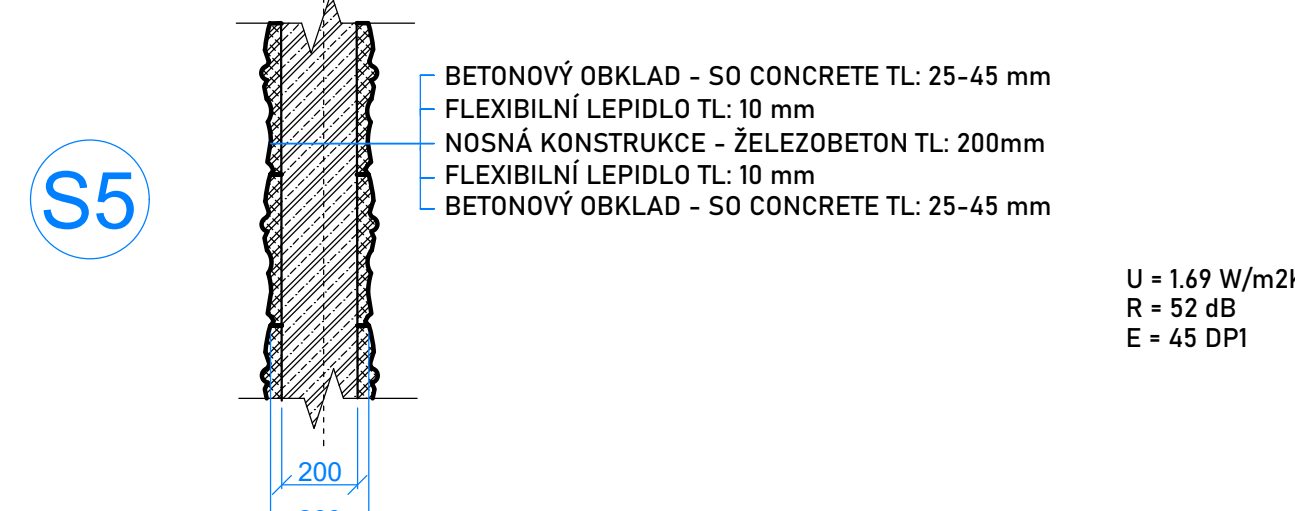 BETONOVÝ OBKLAD - SO CONCRETE TL: 25-45 mm
FLEXIBILNÍ LEPIDLO TL: 10 mm
NOSNÁ KONSTRUKCE - ŽELEZOBETON TL: 200mm
FLEXIBILNÍ LEPIDLO TL: 10 mm
BETONOVÝ OBKLAD - SO CONCRETE TL: 25-45 mm
S5
U = 1.69 W/m2K
R = 52 dB
E = 45 DP1
200